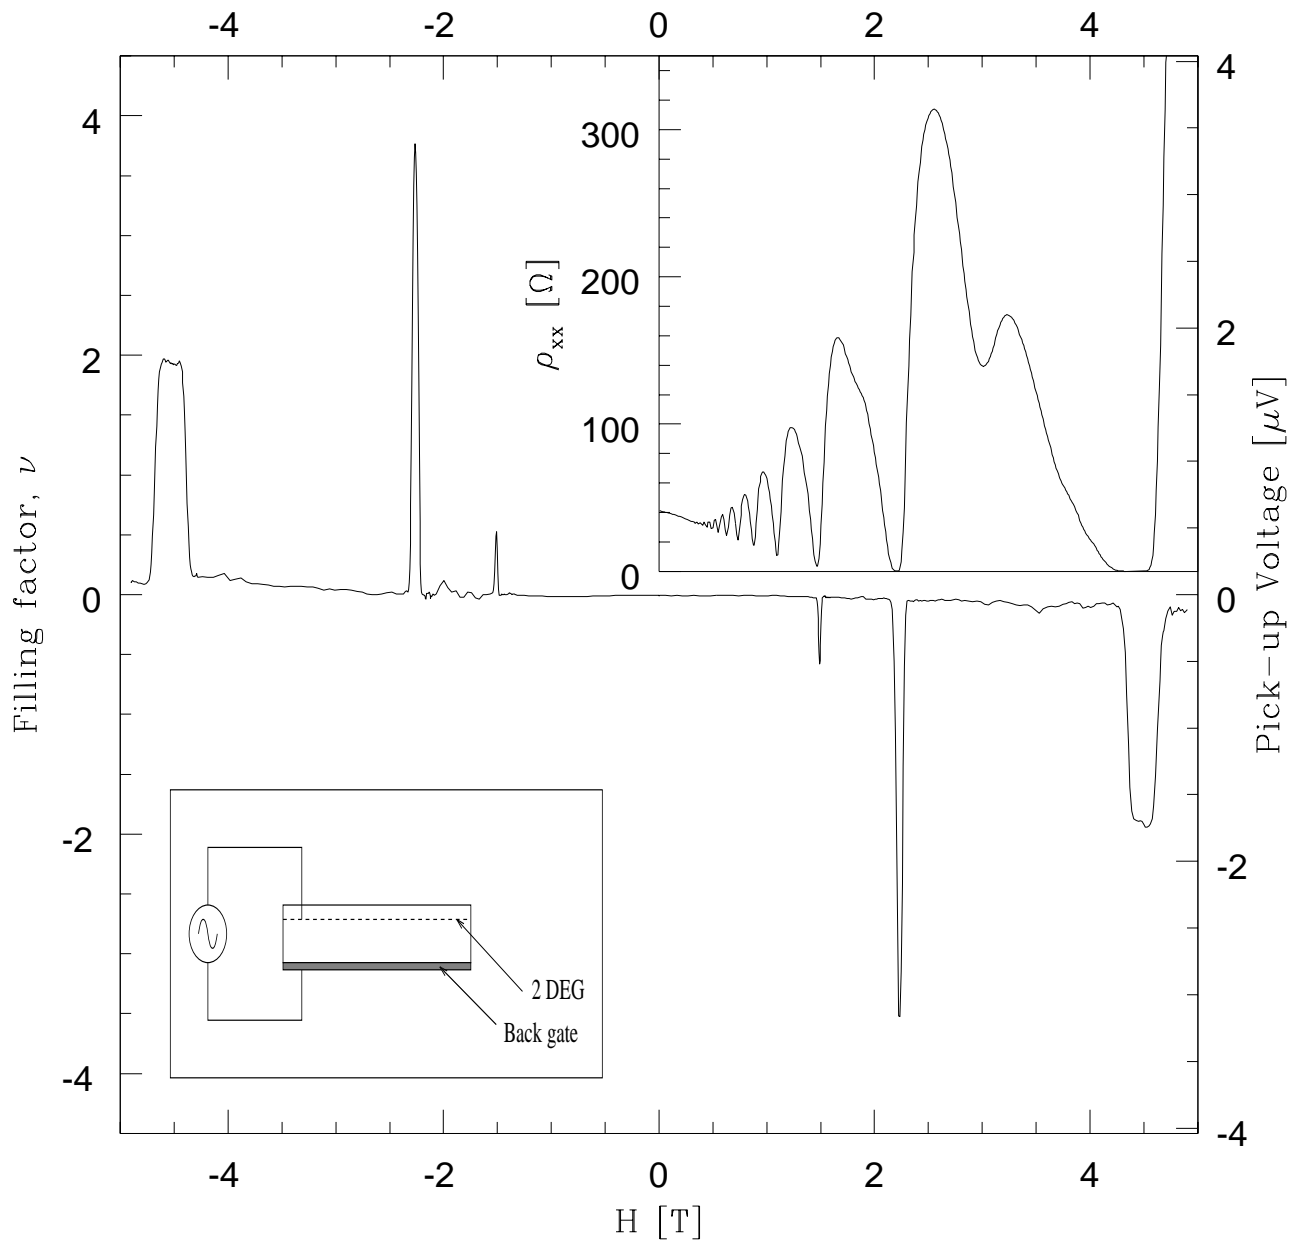 -4 -2 0 2 4
4
2
0
-2
-4
Filling factor, ν
300
200
100
0
ρxx [Ω]
4
2
0
-2
-4
Pick-up Voltage [μV]
2 DEG
Back gate
-4 -2 0 2 4
H [T]